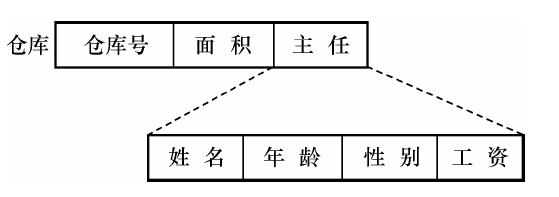 仓库 仓库号 面 积 主 任
姓 名 年 龄 性 别 工 资